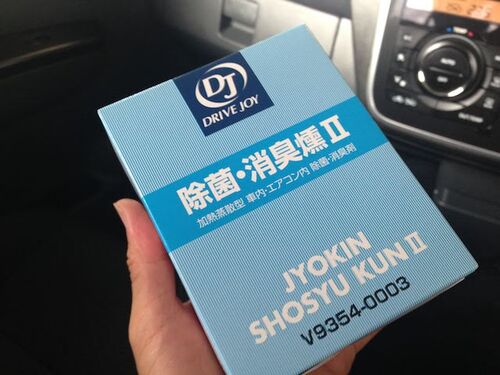 DJ
DRIVE JOY
除菌・消臭燻Ⅱ
加熱蒸散型 車内・エアコン内 除菌・消臭剤
JYOKIN
SHOSYU KUN Ⅱ
V9354-0003